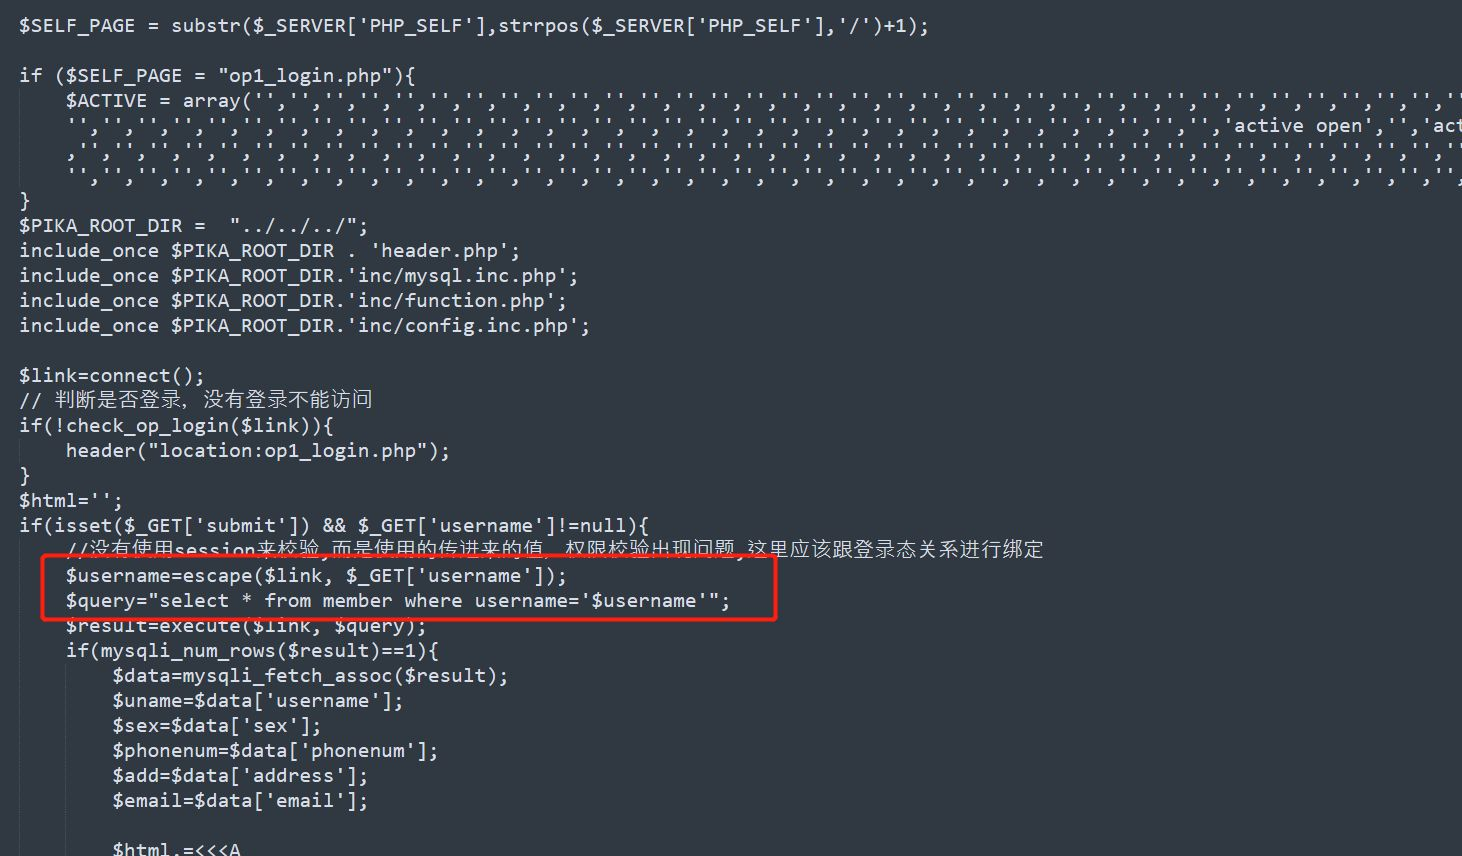 $SELF_PAGE = substr($_SERVER['PHP_SELF'],strrpos($_SERVER['PHP_SELF'],'/')+1);
if ($SELF_PAGE = "op1_login.php"){
$ACTIVE = array('','','','','','','','','','','','','','','','','','','','','','','','','','','','','','','','','','',''
'','','','','','','','','','','','','','','','','','','','','','','','','','','','','','','','','','active open','','act
,'','','','','','','','','','','','','','','','','','','','','','','','','','','','','','','','','','','','','','',''
'','','','','','','','','','','','','','','','','','','','','','','','','','','','','','','','','','','','','','','',
}
$PIKA_ROOT_DIR =  "../../../";
include_once $PIKA_ROOT_DIR . 'header.php';
include_once $PIKA_ROOT_DIR.'inc/mysql.inc.php';
include_once $PIKA_ROOT_DIR.'inc/function.php';
include_once $PIKA_ROOT_DIR.'inc/config.inc.php';
$link=connect();
// 判断是否登录，没有登录不能访问
if(!check_op_login($link)){
header("location:op1_login.php");
}
$html='';
if(isset($_GET['submit']) && $_GET['username']!=null){
//没有使用session来校验,而是使用的传进来的值，权限校验出现问题,这里应该跟登录态关系进行绑定
$username=escape($link, $_GET['username']);
$query="select * from member where username='$username'";
$result=execute($link, $query);
if(mysqli_num_rows($result)==1){
$data=mysqli_fetch_assoc($result);
$uname=$data['username'];
$sex=$data['sex'];
$phonenum=$data['phonenum'];
$add=$data['address'];
$email=$data['email'];
$html.=<<<A